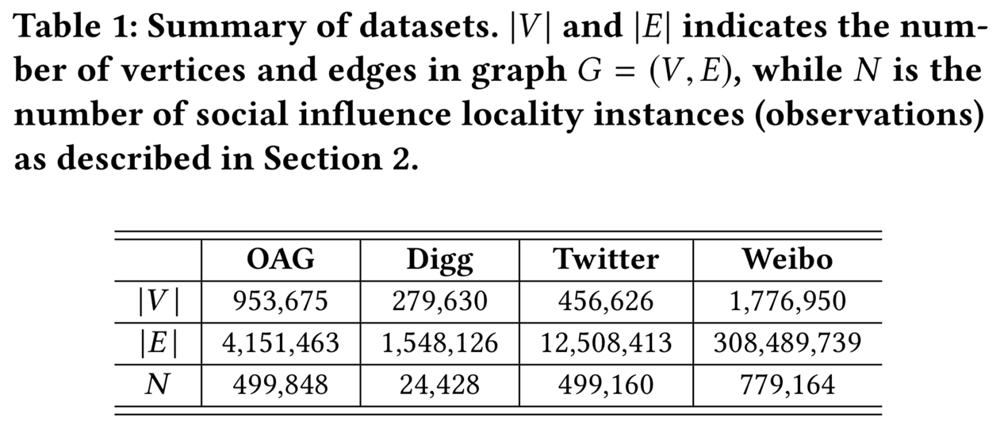 Table 1: Summary of datasets. |V| and |E| indicates the num-
ber of vertices and edges in graph G = (V, E), while N is the
number of social influence locality instances (observations)
as described in Section 2.
OAG Digg Twitter Weibo
|V| 953,675 279,630 456,626 1,776,950
|E| 4,151,463 1,548,126 12,508,413 308,489,739
N 499,848 24,428 499,160 779,164